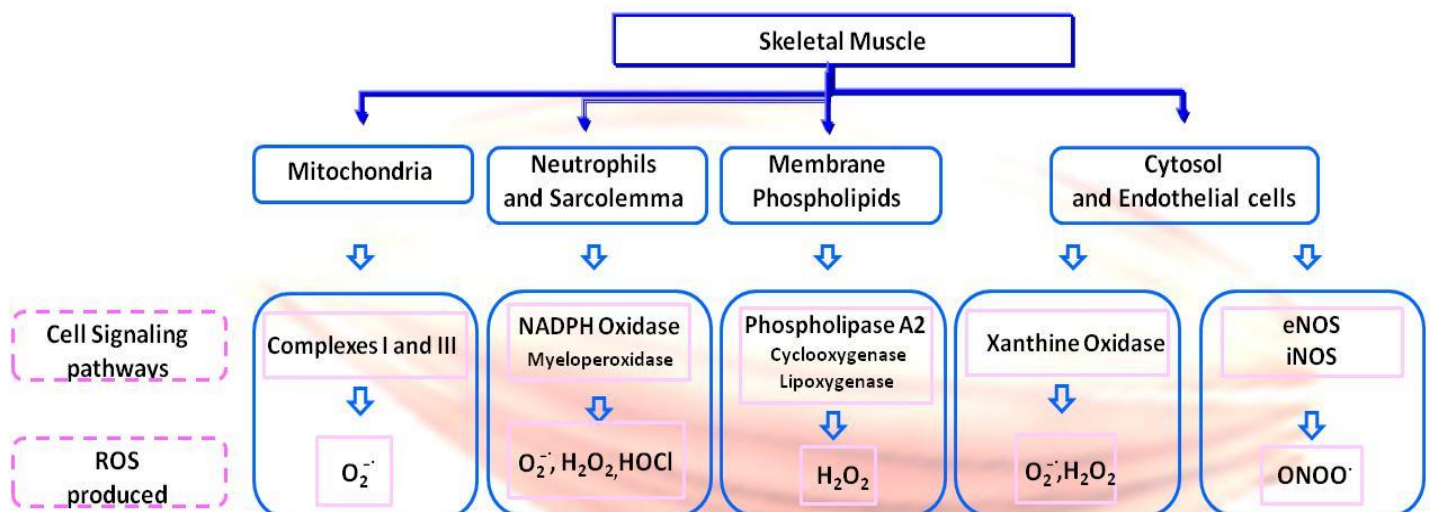 Skeletal Muscle
Mitochondria
Neutrophils
and Sarcolemma
Membrane
Phospholipids
Cytosol
and Endothelial cells
Cell Signaling
pathways
Complexes I and III
NADPH Oxidase
Myeloperoxidase
Phospholipase A2
Cyclooxygenase
Lipoxygenase
Xanthine Oxidase
eNOS
iNOS
ROS
produced
O₂⁻·
O₂⁻·, H₂O₂,HOCl
H₂O₂
O₂⁻·,H₂O₂
ONOO·